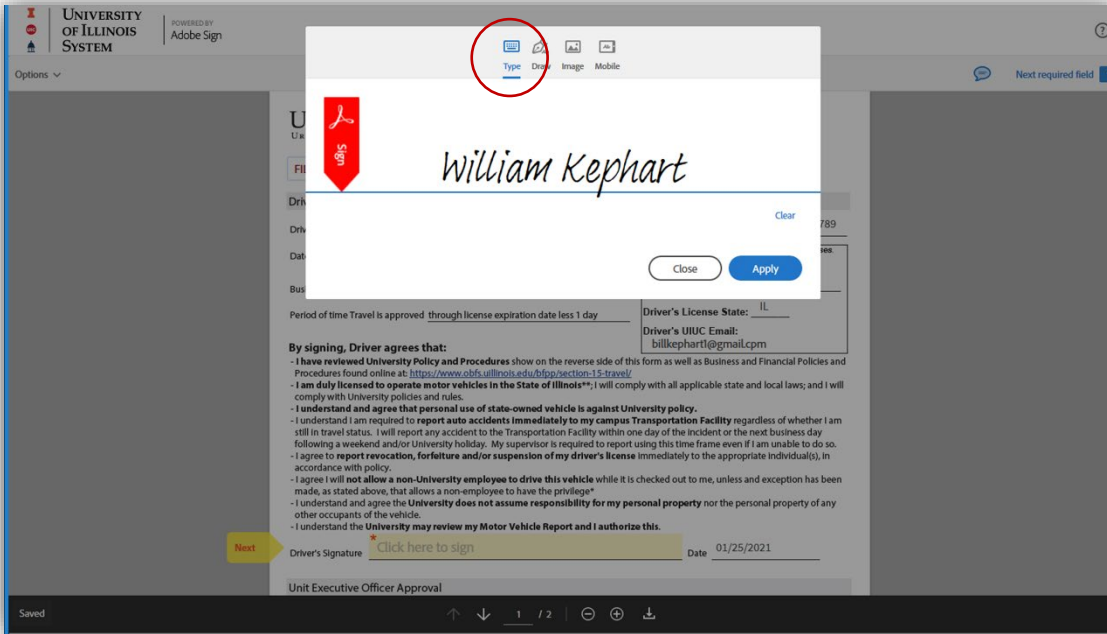 UNIVERSITY
OF ILLINOIS
SYSTEM
POWERED BY
Adobe Sign
Options
Next required field
Type Draw Image Mobile
Sign
William Kephart
Clear
Close Apply
789
Period of time Travel is approved through license expiration date less 1 day
Driver's License State: IL
Driver's UIUC Email:
billkephart1@gmail.cpm
By signing, Driver agrees that:
- I have reviewed University Policy and Procedures show on the reverse side of this form as well as Business and Financial Policies and
Procedures found online at: https://www.obfs.uillinois.edu/bfpp/section-15-travel/
- I am duly licensed to operate motor vehicles in the State of Illinois**; I will comply with all applicable state and local laws; and I will
comply with University policies and rules.
- I understand and agree that personal use of state-owned vehicle is against University policy.
- I understand I am required to report auto accidents immediately to my campus Transportation Facility regardless of whether I am
still in travel status. I will report any accident to the Transportation Facility within one day of the incident or the next business day
following a weekend and/or University holiday. My supervisor is required to report using this time frame even if I am unable to do so.
- I agree to report revocation, forfeiture and/or suspension of my driver's license immediately to the appropriate individual(s), in
accordance with policy.
- I agree I will not allow a non-University employee to drive this vehicle while it is checked out to me, unless and exception has been
made, as stated above, that allows a non-employee to have the privilege*
- I understand and agree the University does not assume responsibility for my personal property nor the personal property of any
other occupants of the vehicle.
- I understand the University may review my Motor Vehicle Report and I authorize this.
Next
Driver's Signature * Click here to sign Date 01/25/2021
Unit Executive Officer Approval
Saved
1 / 2